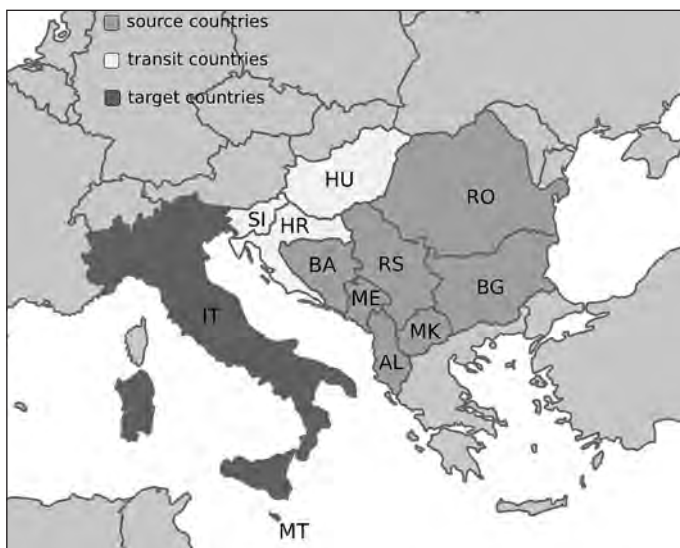 source countries
transit countries
target countries
HU
RO
SI
HR
BA
RS
ME
BG
IT
MK
AL
MT